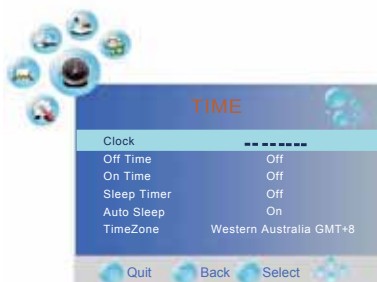 TIME
Clock -- -- -- --
Off Time Off
On Time Off
Sleep Timer Off
Auto Sleep On
TimeZone Western Australia GMT+8
Quit Back Select